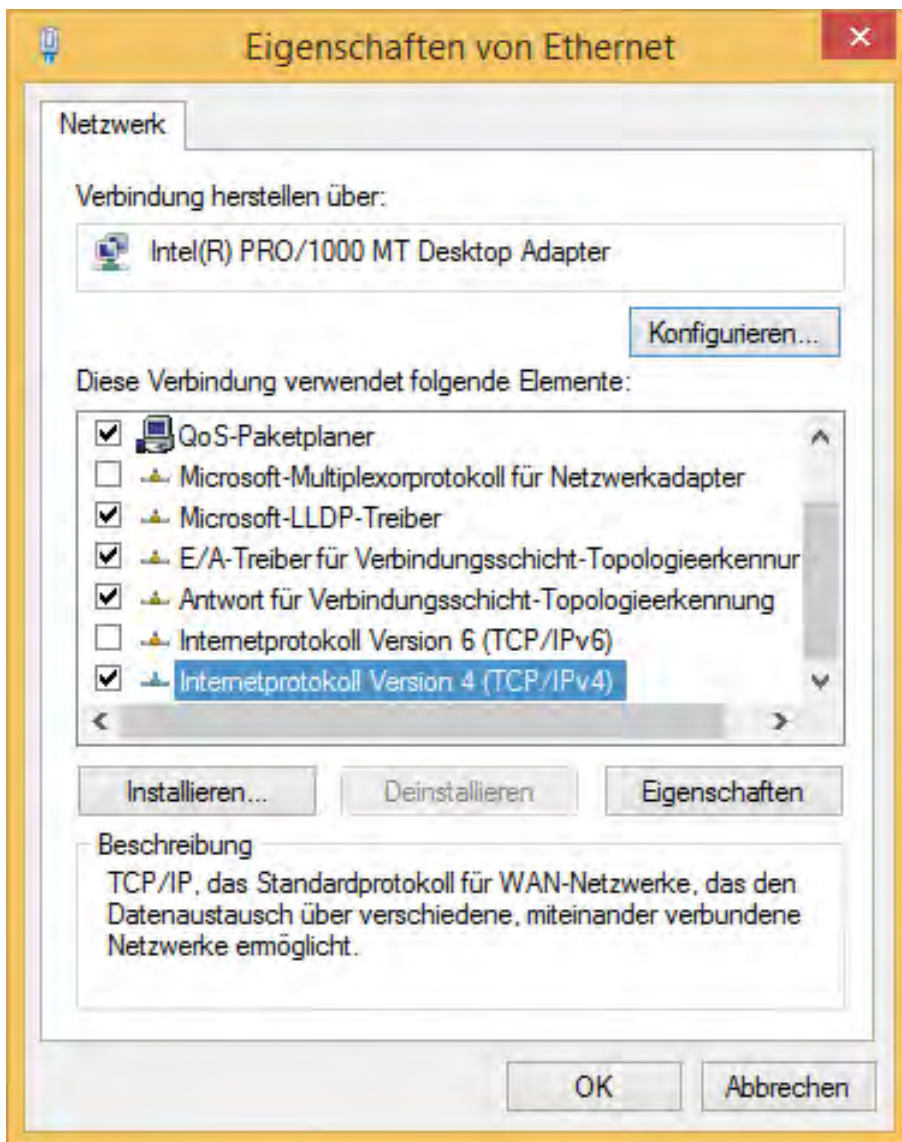 Eigenschaften von Ethernet
Netzwerk
Verbindung herstellen über:
Intel(R) PRO/1000 MT Desktop Adapter
Konfigurieren...
Diese Verbindung verwendet folgende Elemente:
QoS-Paketplaner
Microsoft-Multiplexorprotokoll für Netzwerkadapter
Microsoft-LLDP-Treiber
E/A-Treiber für Verbindungsschicht-Topologieerkennur
Antwort für Verbindungsschicht-Topologieerkennung
Internetprotokoll Version 6 (TCP/IPv6)
Internetprotokoll Version 4 (TCP/IPv4)
Installieren... Deinstallieren Eigenschaften
Beschreibung
TCP/IP, das Standardprotokoll für WAN-Netzwerke, das den
Datenaustausch über verschiedene, miteinander verbundene
Netzwerke ermöglicht.
OK Abbrechen